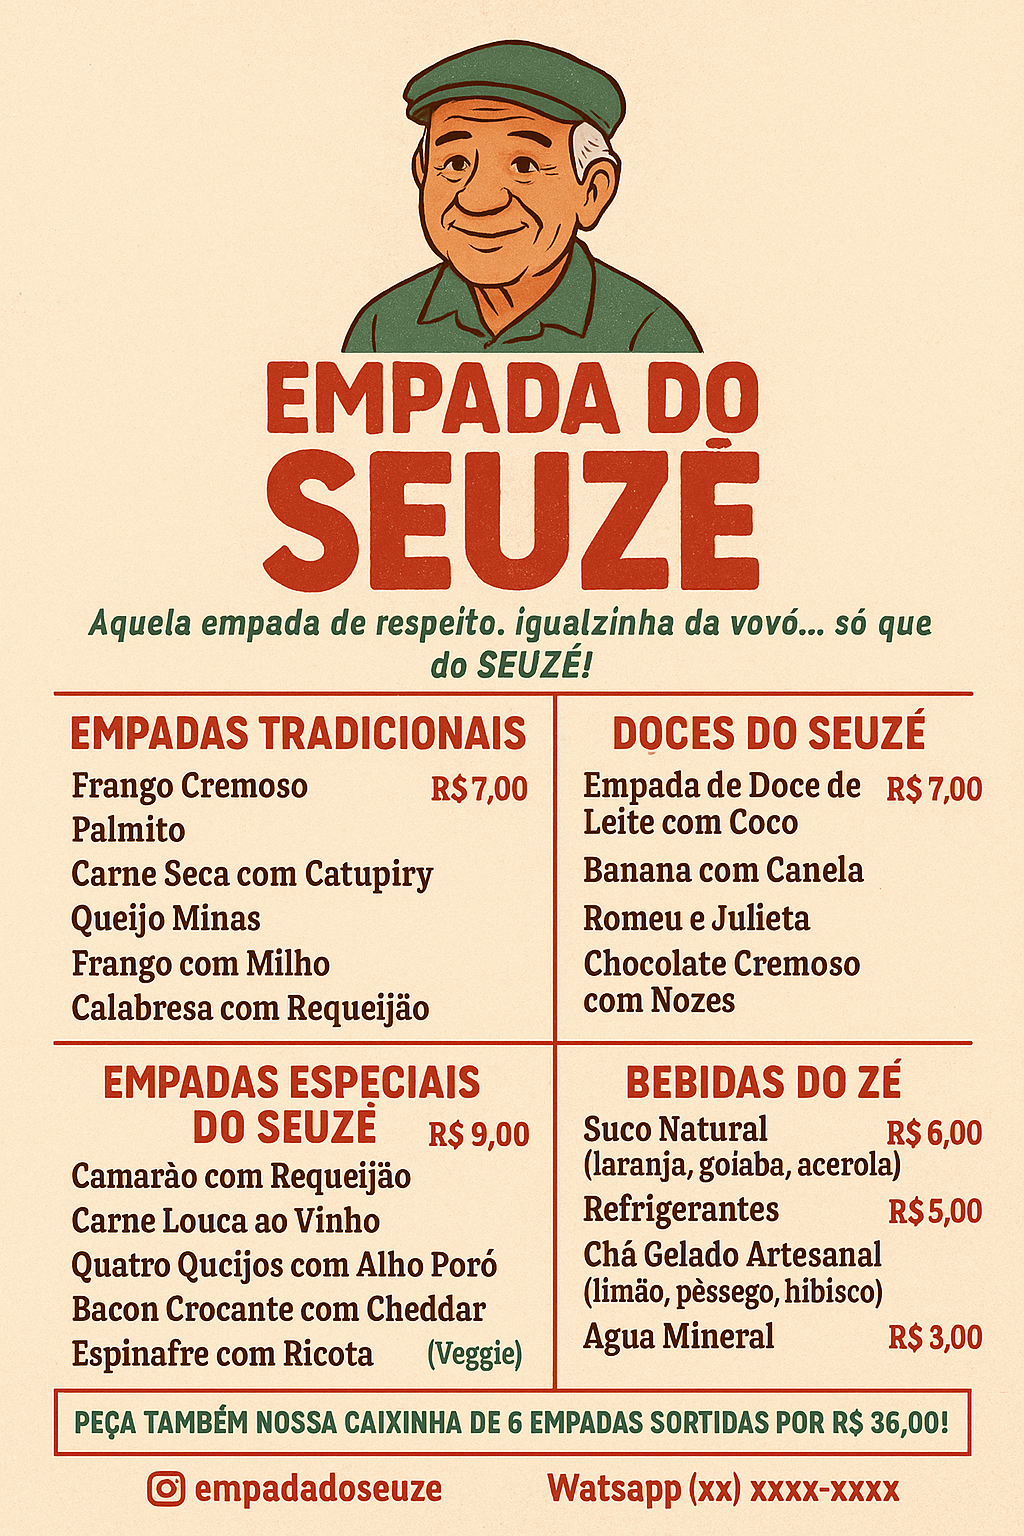 EMPADA DO
SEUZÉ
Aquela empada de respeito. igualzinha da vovó... só que
do SEUZÉ!
EMPADAS TRADICIONAIS
Frango Cremoso R$ 7,00
Palmito
Carne Seca com Catupiry
Queijo Minas
Frango com Milho
Calabresa com Requeijäo
DOCES DO SEUZÉ
Empada de Doce de R$ 7,00
Leite com Coco
Banana com Canela
Romeu e Julieta
Chocolate Cremoso
com Nozes
EMPADAS ESPECIAIS
DO SEUZÉ R$ 9,00
Camarào com Requeijäo
Carne Louca ao Vinho
Quatro Qucijos com Alho Poró
Bacon Crocante com Cheddar
Espinafre com Ricota (Veggie)
BEBIDAS DO ZÉ
Suco Natural R$ 6,00
(laranja, goiaba, acerola)
Refrigerantes R$ 5,00
Chá Gelado Artesanal
(limäo, pèssego, hibisco)
Agua Mineral R$ 3,00
PEÇA TAMBÉM NOSSA CAIXINHA DE 6 EMPADAS SORTIDAS POR R$ 36,00!
empadadoseuze
Watsapp (xx) xxxx-xxxx